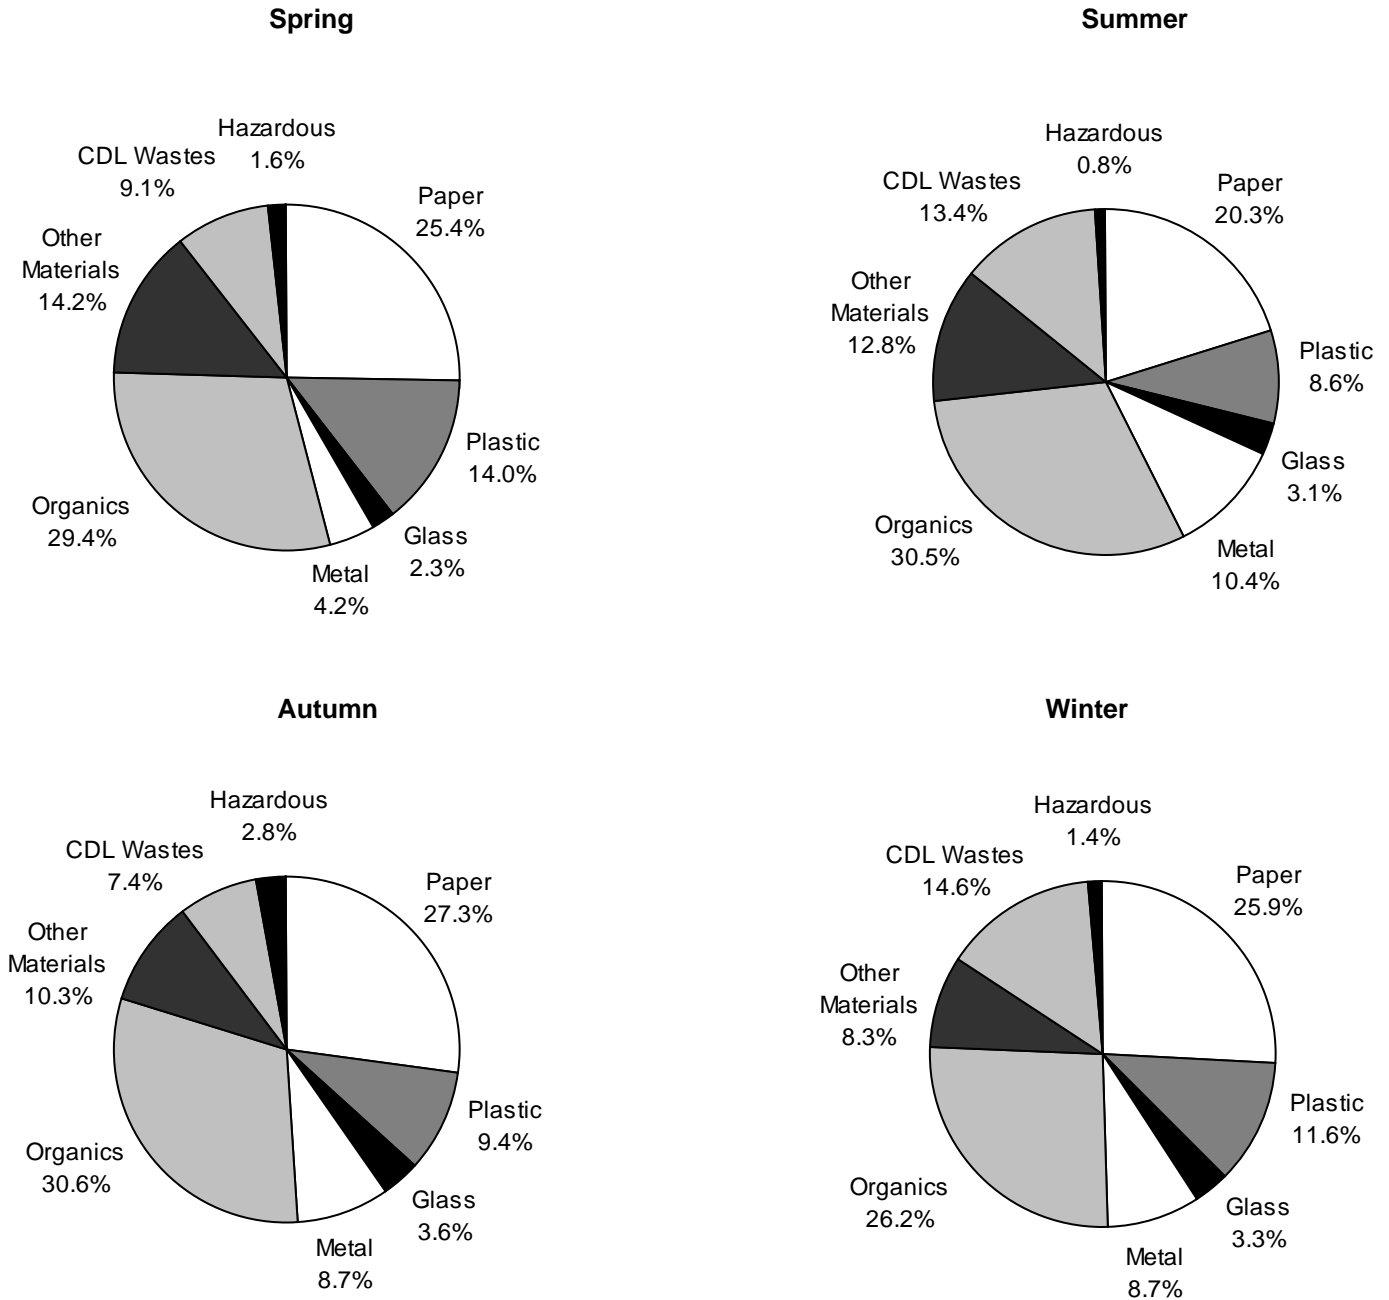 Spring
Hazardous
1.6%
CDL Wastes
9.1%
Paper
25.4%
Other
Materials
14.2%
Plastic
14.0%
Organics
29.4%
Glass
2.3%
Metal
4.2%
Summer
Hazardous
0.8%
CDL Wastes
13.4%
Paper
20.3%
Other
Materials
12.8%
Plastic
8.6%
Glass
3.1%
Organics
30.5%
Metal
10.4%
Autumn
Hazardous
2.8%
CDL Wastes
7.4%
Paper
27.3%
Other
Materials
10.3%
Plastic
9.4%
Organics
30.6%
Glass
3.6%
Metal
8.7%
Winter
Hazardous
1.4%
CDL Wastes
14.6%
Paper
25.9%
Other
Materials
8.3%
Plastic
11.6%
Organics
26.2%
Glass
3.3%
Metal
8.7%